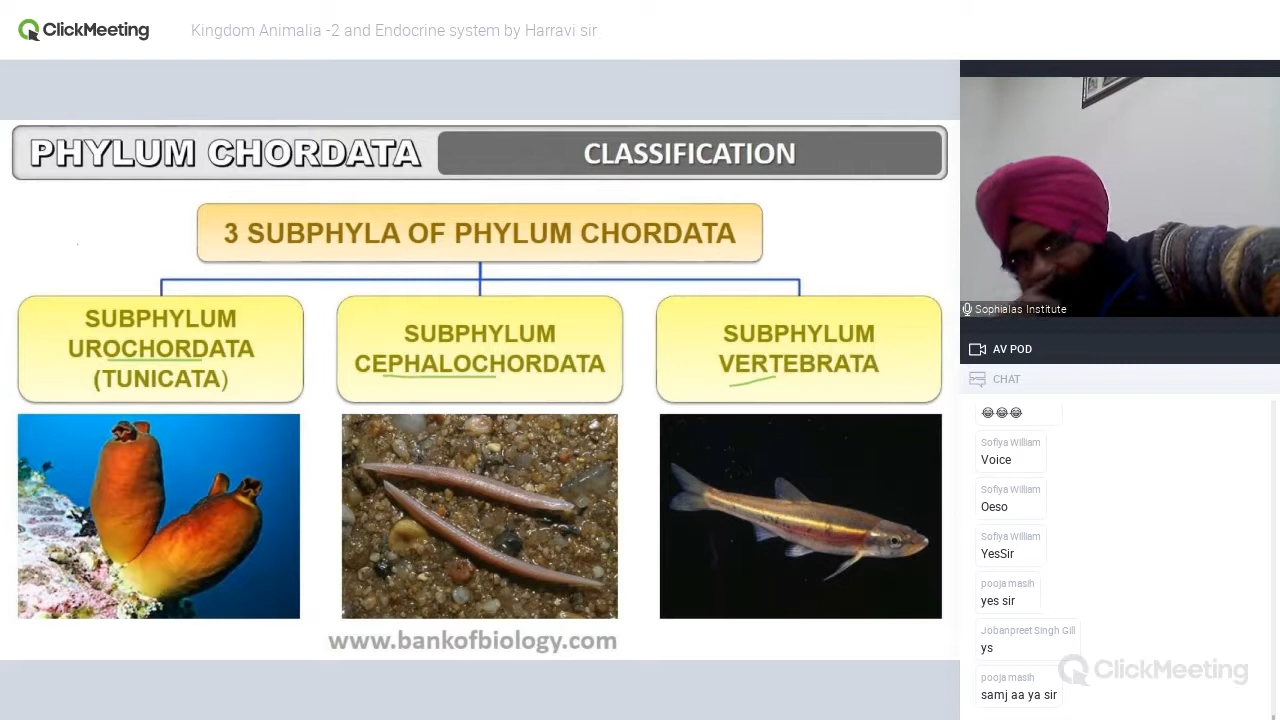 ClickMeeting
Kingdom Animalia -2 and Endocrine system by Harravi sir
PHYLUM CHORDATA
CLASSIFICATION
3 SUBPHYLA OF PHYLUM CHORDATA
SUBPHYLUM
UROCHORDATA
(TUNICATA)
SUBPHYLUM
CEPHALOCHORDATA
SUBPHYLUM
VERTEBRATA
www.bankofbiology.com
Sophialas Institute
AV POD
CHAT
😂😂😂
Sofiya William
Voice
Sofiya William
Oeso
Sofiya William
YesSir
pooja masih
yes sir
Jobanpreet Singh Gill
ys
pooja masih
samj aa ya sir
ClickMeeting